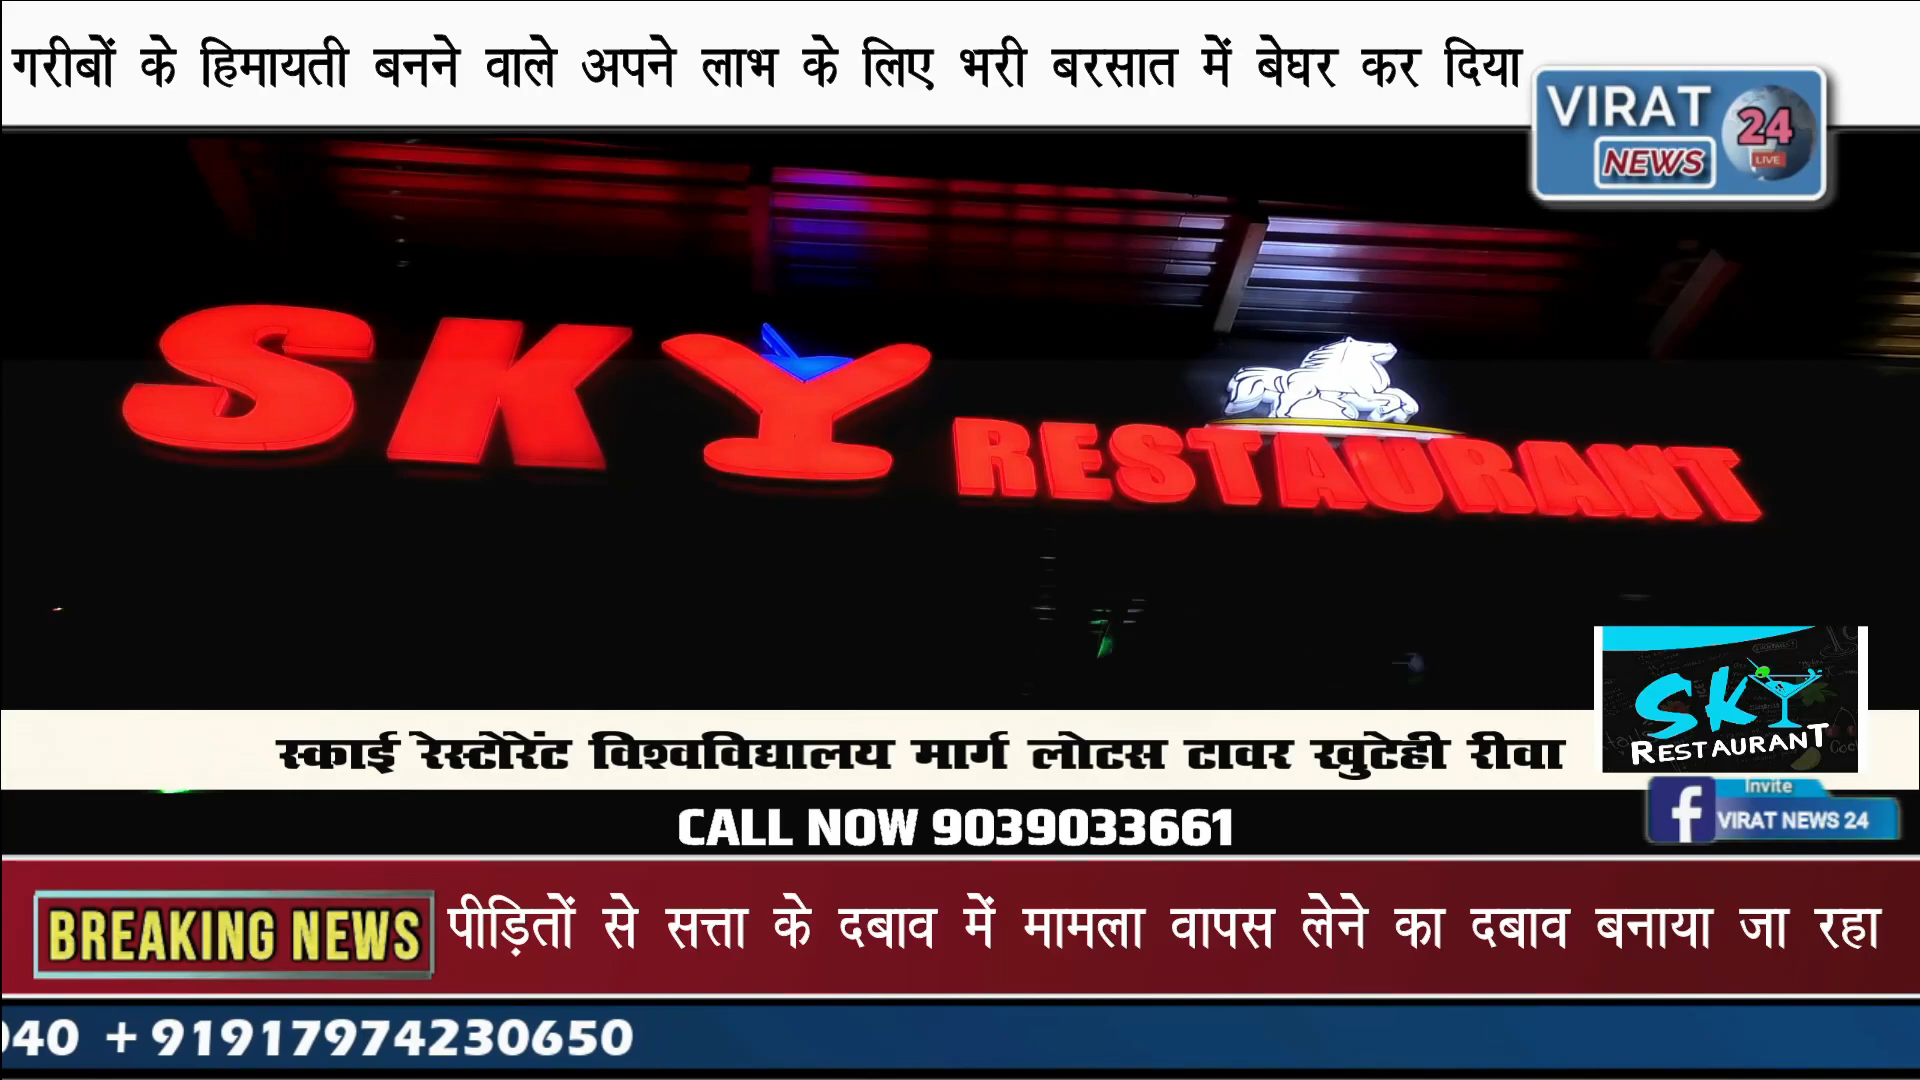 गरीबों के हिमायती बनने वाले अपने लाभ के लिए भरी बरसात में बेघर कर दिया
VIRAT
NEWS
24
LIVE
SKY RESTAURANT
SKY
RESTAURANT
स्काई रेस्टोरेंट विश्वविद्यालय मार्ग लोटस टावर खुटेही रीवा
Invite
VIRAT NEWS 24
CALL NOW 9039033661
BREAKING NEWS पीड़ितों से सत्ता के दबाव में मामला वापस लेने का दबाव बनाया जा रहा
040 +919179742306​50